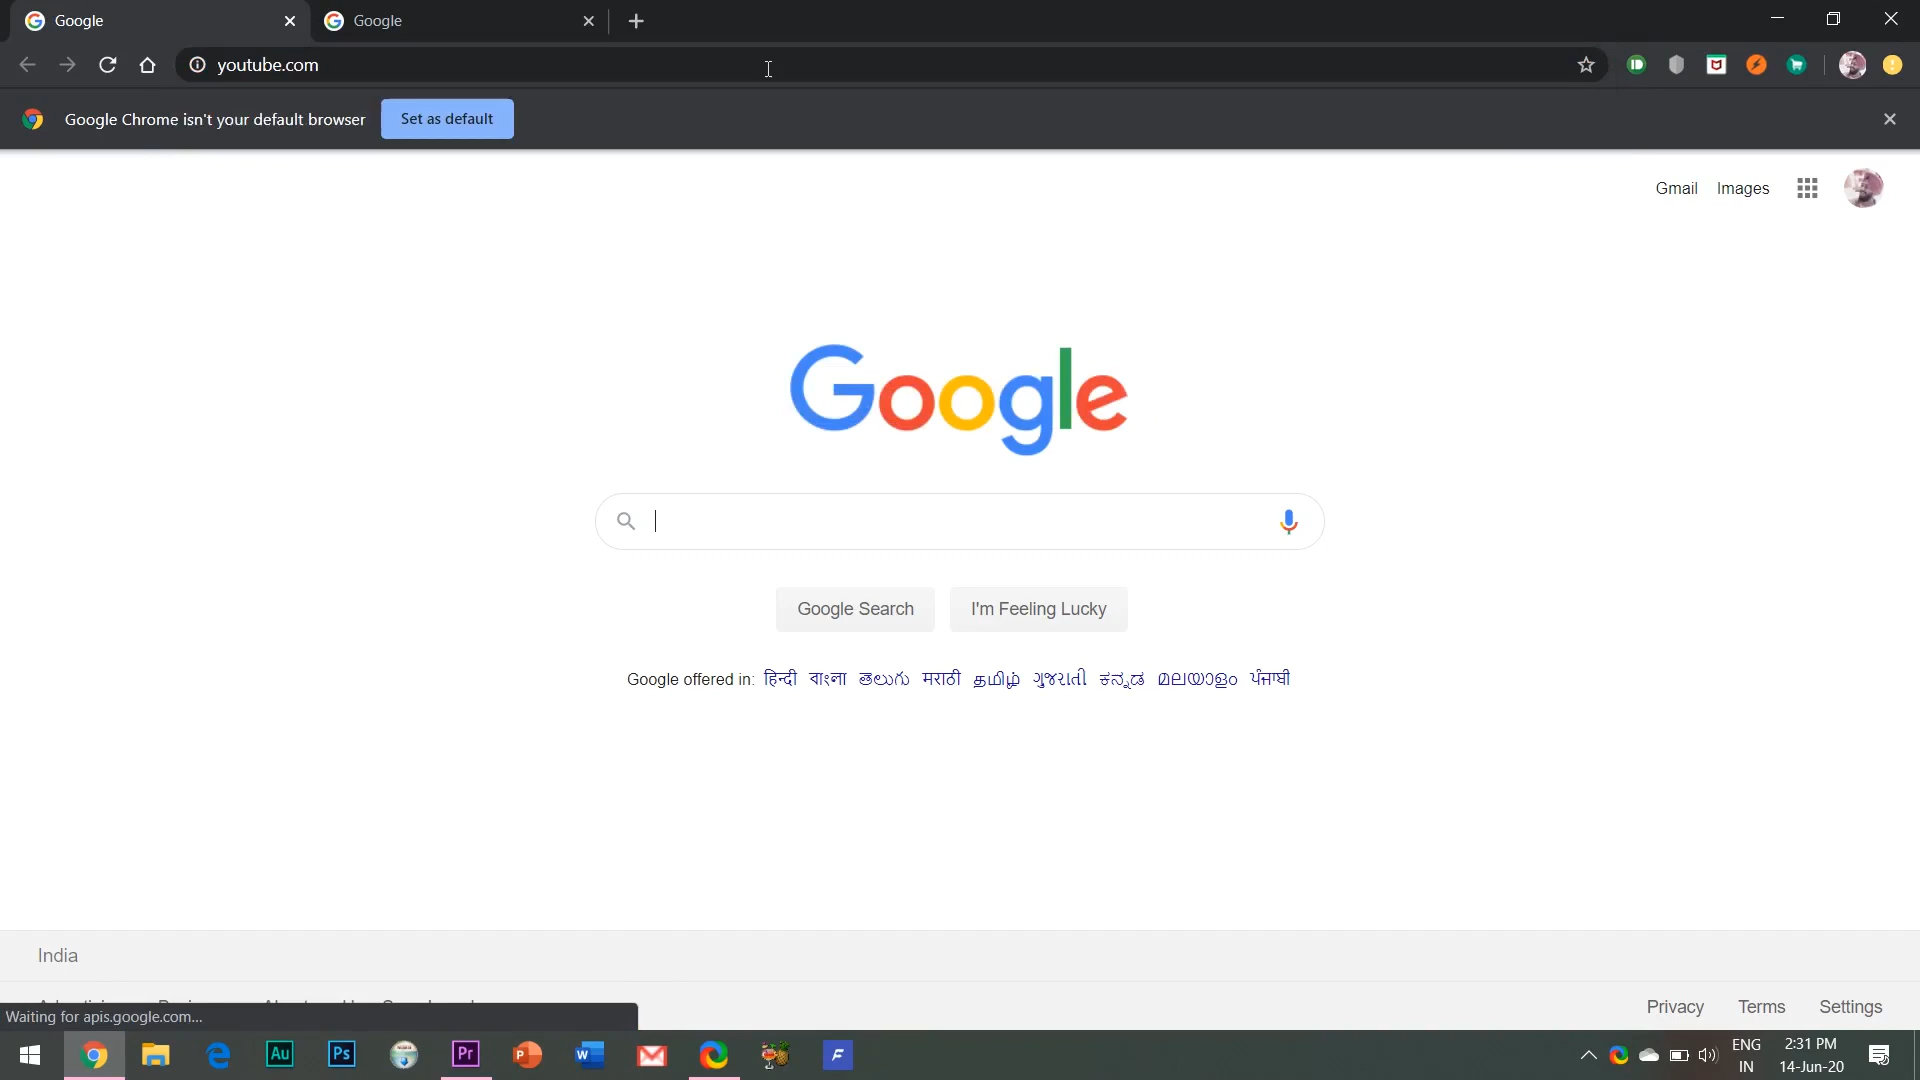 Google
Google
youtube.com
Google Chrome isn't your default browser
Set as default
Gmail Images
Google
Google Search
I'm Feeling Lucky
Google offered in: हिन्दी বাংলা తెలుగు मराठी தமிழ் ગુજરાતી ಕನ್ನಡ മലയാളം ਪੰਜਾਬੀ
India
Privacy Terms Settings
Waiting for apis.google.com...
Au Ps Pr P W F
ENG
IN
2:31 PM
14-Jun-20